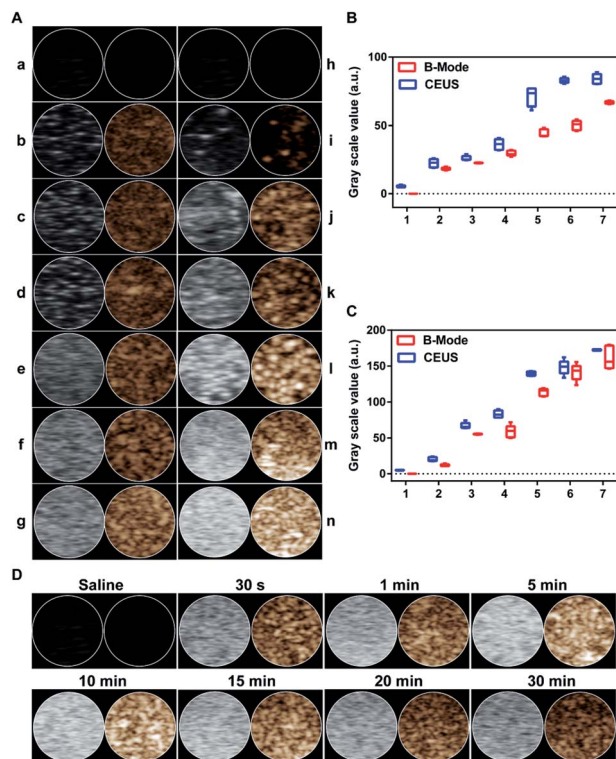 A
a
h
b
i
c
j
d
k
e
l
f
m
g
n
B
B-Mode
CEUS
Gray scale value (a.u.)
100
50
0
1 2 3 4 5 6 7
C
B-Mode
CEUS
Gray scale value (a.u.)
200
150
100
50
0
1 2 3 4 5 6 7
D
Saline 30 s 1 min 5 min
10 min 15 min 20 min 30 min